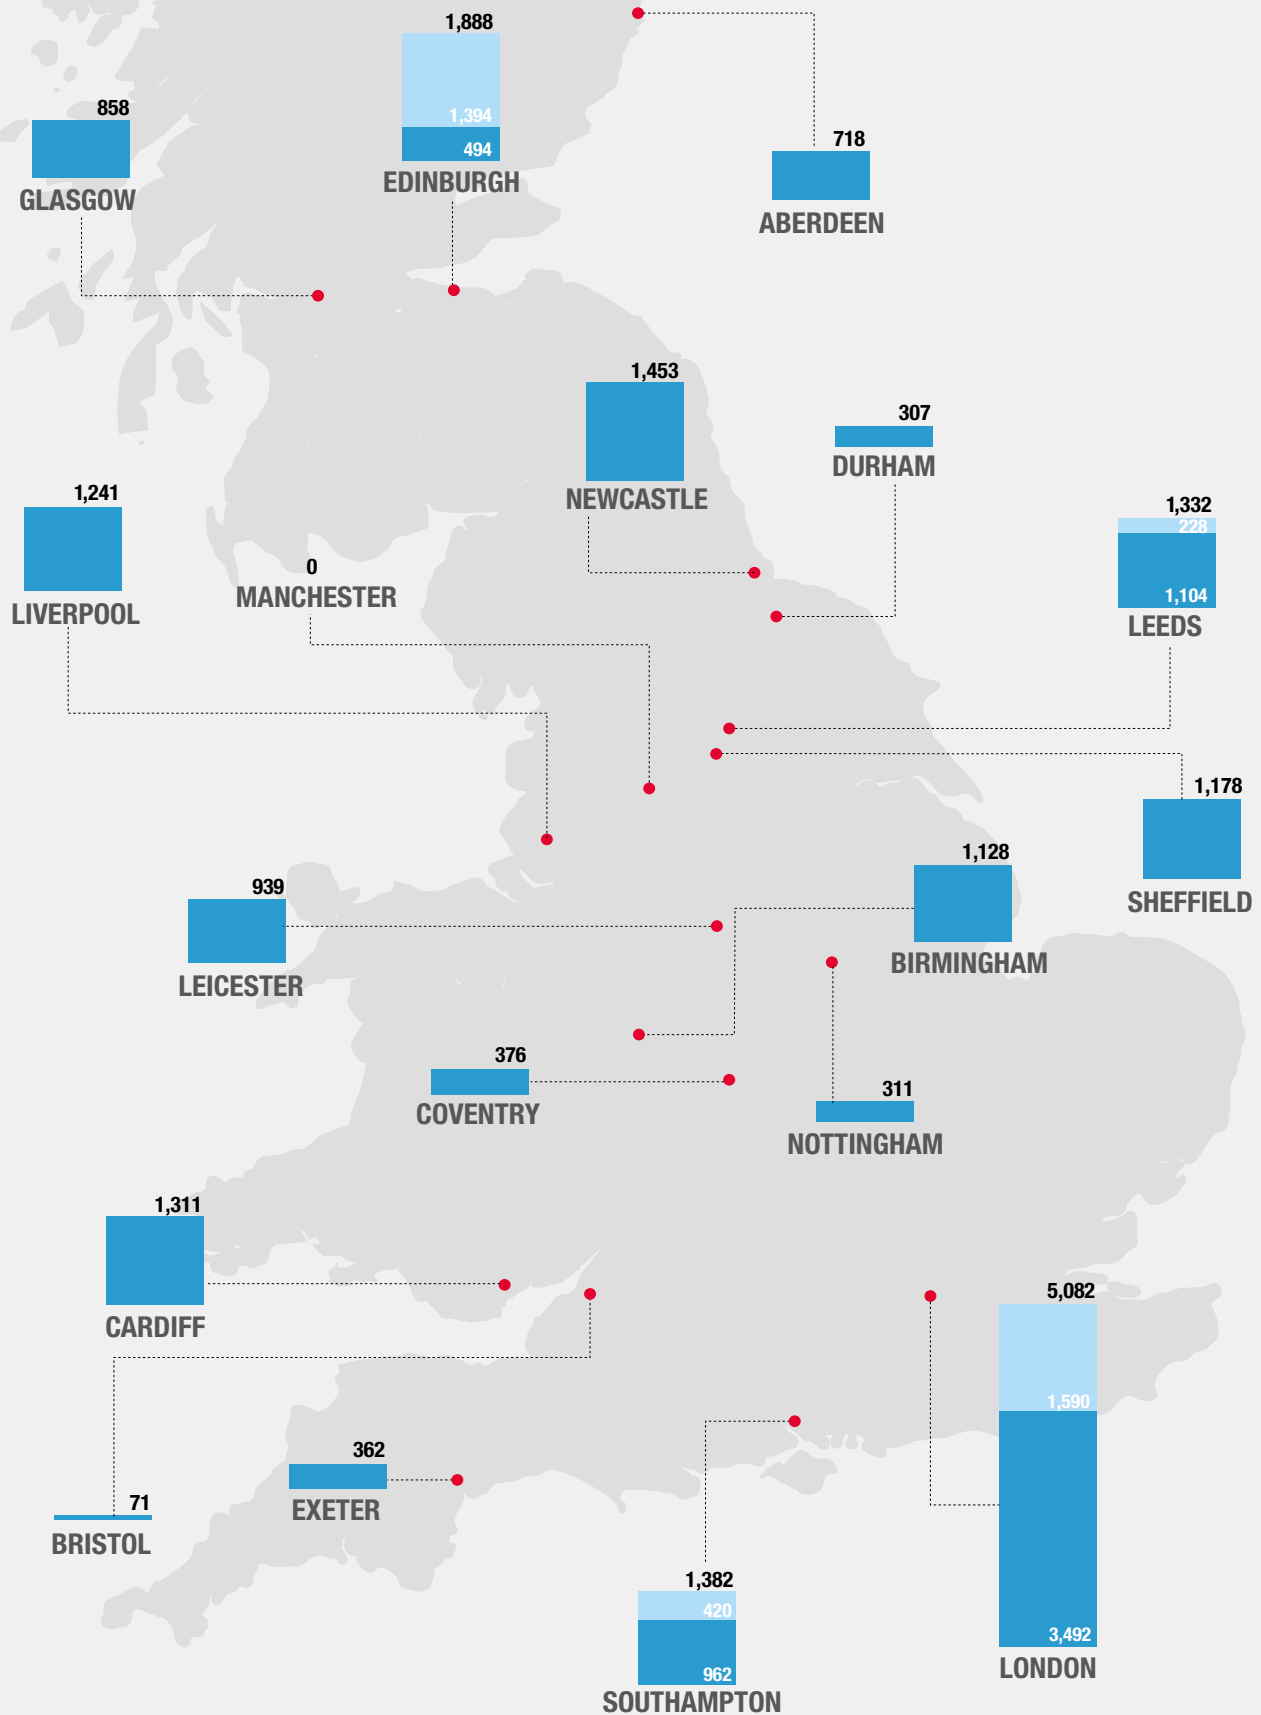 1,888
1,394
494
EDINBURGH
858
GLASGOW
718
ABERDEEN
1,453
NEWCASTLE
307
DURHAM
1,241
LIVERPOOL
0
MANCHESTER
1,332
228
1,104
LEEDS
1,178
SHEFFIELD
939
LEICESTER
1,128
BIRMINGHAM
376
COVENTRY
311
NOTTINGHAM
1,311
CARDIFF
5,082
1,590
3,492
LONDON
362
EXETER
71
BRISTOL
1,382
420
962
SOUTHAMPTON